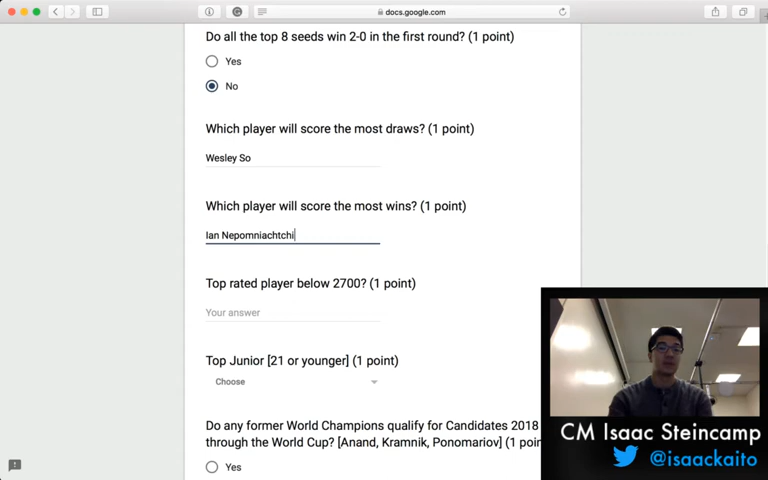 docs.google.com
Do all the top 8 seeds win 2-0 in the first round? (1 point)
Yes
No
Which player will score the most draws? (1 point)
Wesley So
Which player will score the most wins? (1 point)
Ian Nepomniachtchi
Top rated player below 2700? (1 point)
Your answer
Top Junior [21 or younger] (1 point)
Choose
Do any former World Champions qualify for Candidates 2018
through the World Cup? [Anand, Kramnik, Ponomariov] (1 poin
Yes
CM Isaac Steincamp
@isaackaito